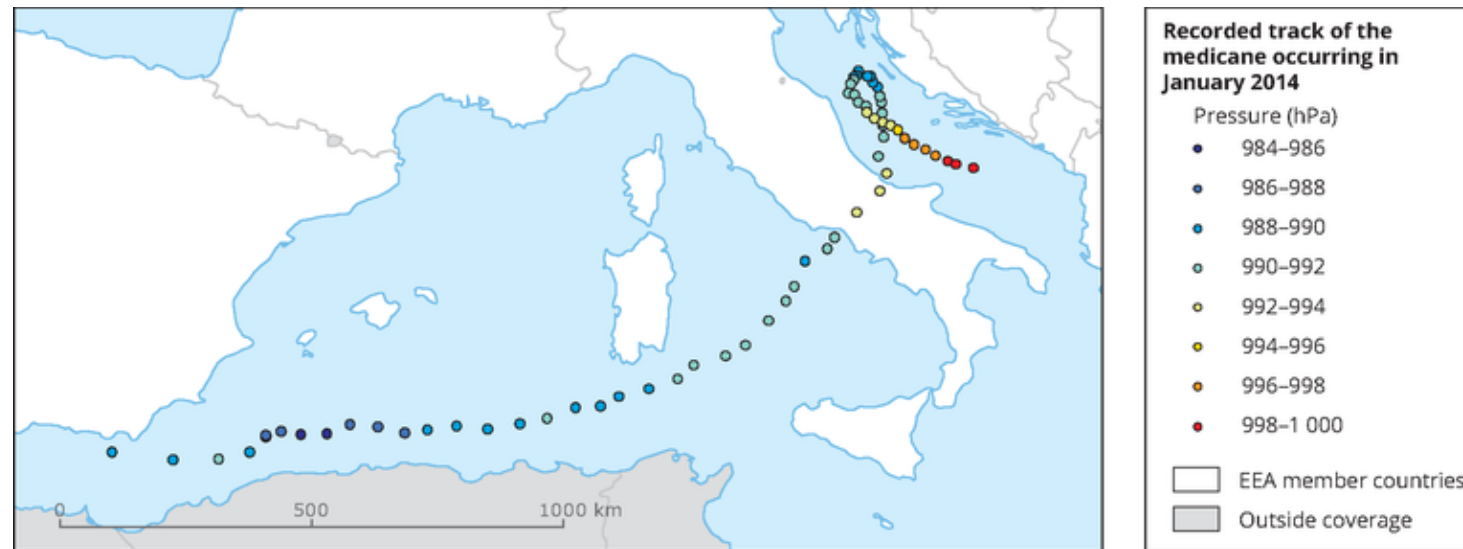 Recorded track of the
medicane occurring in
January 2014
Pressure (hPa)
984–986
986–988
988–990
990–992
992–994
994–996
996–998
998–1 000
EEA member countries
Outside coverage
0 500 1000 km